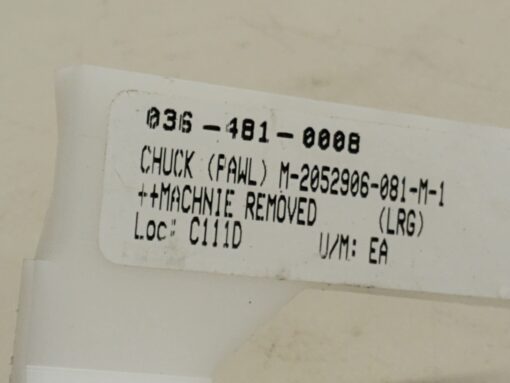 036-481-0008
CHUCK (PAWL) M-2052906-081-M-1
++MACHNIE REMOVED (LRG)
Loc: C111D U/M: EA